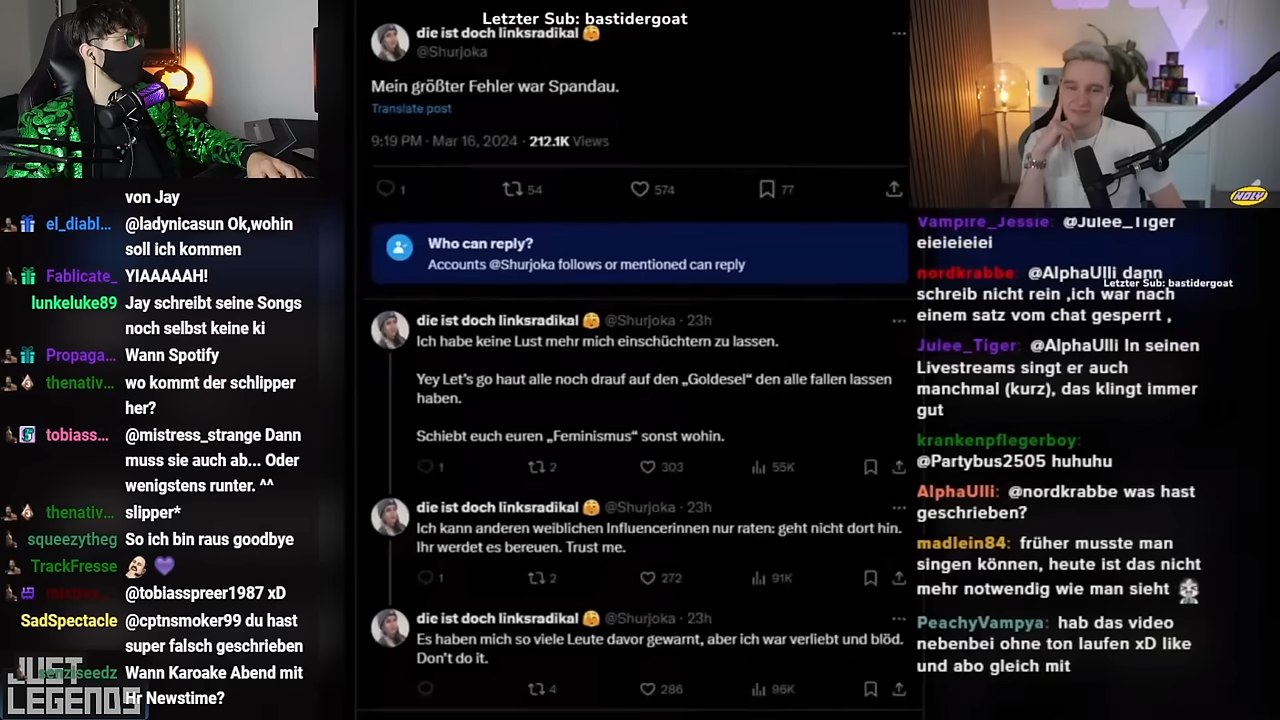 Letzter Sub: bastidergoat
die ist doch linksradikal
@Shurjoka
Mein größter Fehler war Spandau.
Translate post
9:19 PM · Mar 16, 2024 · 212.1K Views
1 54 574 77
Who can reply?
Accounts @Shurjoka follows or mentioned can reply
die ist doch linksradikal @Shurjoka · 23h
Ich habe keine Lust mehr mich einschüchtern zu lassen.
Yey Let's go haut alle noch drauf auf den „Goldesel“ den alle fallen lassen
haben.
Schiebt euch euren „Feminismus“ sonst wohin.
1 2 303 55K
die ist doch linksradikal @Shurjoka · 23h
Ich kann anderen weiblichen Influencerinnen nur raten: geht nicht dort hin.
Ihr werdet es bereuen. Trust me.
1 2 272 91K
die ist doch linksradikal @Shurjoka · 23h
Es haben mich so viele Leute davor gewarnt, aber ich war verliebt und blöd.
Don't do it.
4 286 96K
von Jay
el_diabl... @ladynicasun Ok,wohin
soll ich kommen
Fablicate_ YIAAAAAH!
lunkeluke89 Jay schreibt seine Songs
noch selbst keine ki
Propaga... Wann Spotify
thenativ... wo kommt der schlipper
her?
tobiass... @mistress_strange Dann
muss sie auch ab... Oder
wenigstens runter. ^^
thenativ... slipper*
squeezytheg So ich bin raus goodbye
TrackFresse
mistres... @tobiasspreer1987 xD
SadSpectacle @cptnsmoker99 du hast
super falsch geschrieben
Wann Karoake Abend mit
Hr Newstime?
JUST
LEGENDS
HOLY
Vampire_Jessie: @Julee_Tiger
eieieieiei
nordkrabbe: @AlphaUlli dann
Letzter Sub: bastidergoat
schreib nicht rein ,ich war nach
einem satz vom chat gesperrt ,
Julee_Tiger: @AlphaUlli In seinen
Livestreams singt er auch
manchmal (kurz), das klingt immer
gut
krankenpflegerboy:
@Partybus2505 huhuhu
AlphaUlli: @nordkrabbe was hast
geschrieben?
madlein84: früher musste man
singen können, heute ist das nicht
mehr notwendig wie man sieht
PeachyVampya: hab das video
nebenbei ohne ton laufen xD like
und abo gleich mit